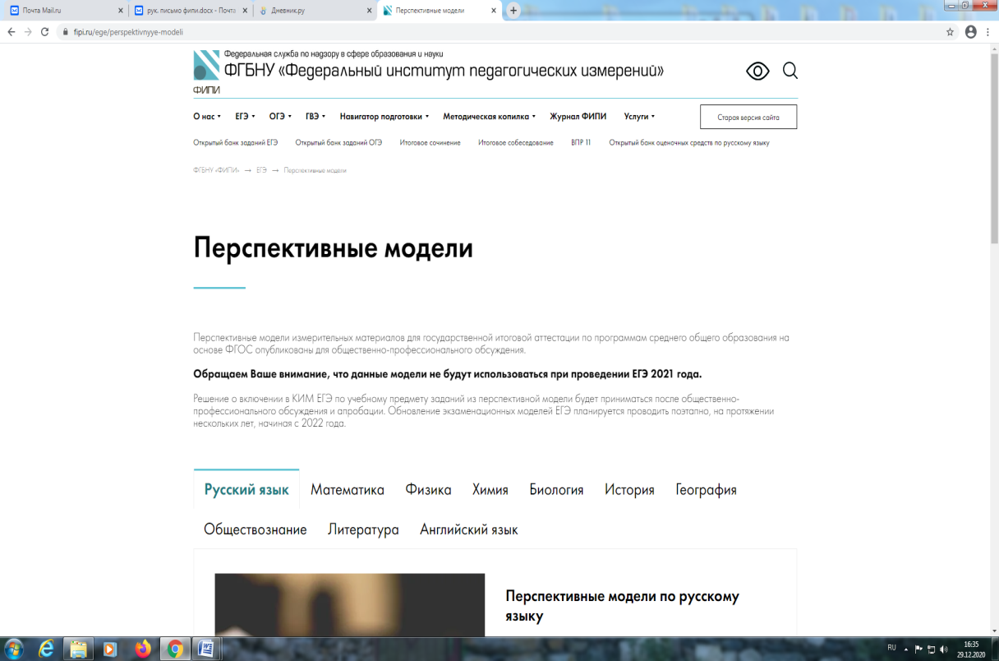 Почта Mail.ru
рук. письмо фипи.docx - Почта
Дневник.ру
Перспективные модели
fipi.ru/ege/perspektivnyye-modeli
Федеральная служба по надзору в сфере образования и науки
ФГБНУ «Федеральный институт педагогических измерений»
ФИПИ
О нас ЕГЭ ОГЭ ГВЭ Навигатор подготовки Методическая копилка Журнал ФИПИ Услуги Старая версия сайта
Открытый банк заданий ЕГЭ Открытый банк заданий ОГЭ Итоговое сочинение Итоговое собеседование ВПР 11 Открытый банк оценочных средств по русскому языку
ФГБНУ «ФИПИ» → ЕГЭ → Перспективные модели
Перспективные модели
Перспективные модели измерительных материалов для государственной итоговой аттестации по программам среднего общего образования на
основе ФГОС опубликованы для общественно-профессионального обсуждения.
Обращаем Ваше внимание, что данные модели не будут использоваться при проведении ЕГЭ 2021 года.
Решение о включении в КИМ ЕГЭ по учебному предмету заданий из перспективной модели будет приниматься после общественно-
профессионального обсуждения и апробации. Обновление экзаменационных моделей ЕГЭ планируется проводить поэтапно, на протяжении
нескольких лет, начиная с 2022 года.
Русский язык Математика Физика Химия Биология История География
Обществознание Литература Английский язык
Перспективные модели по русскому
языку
RU
16:35
29.12.2020